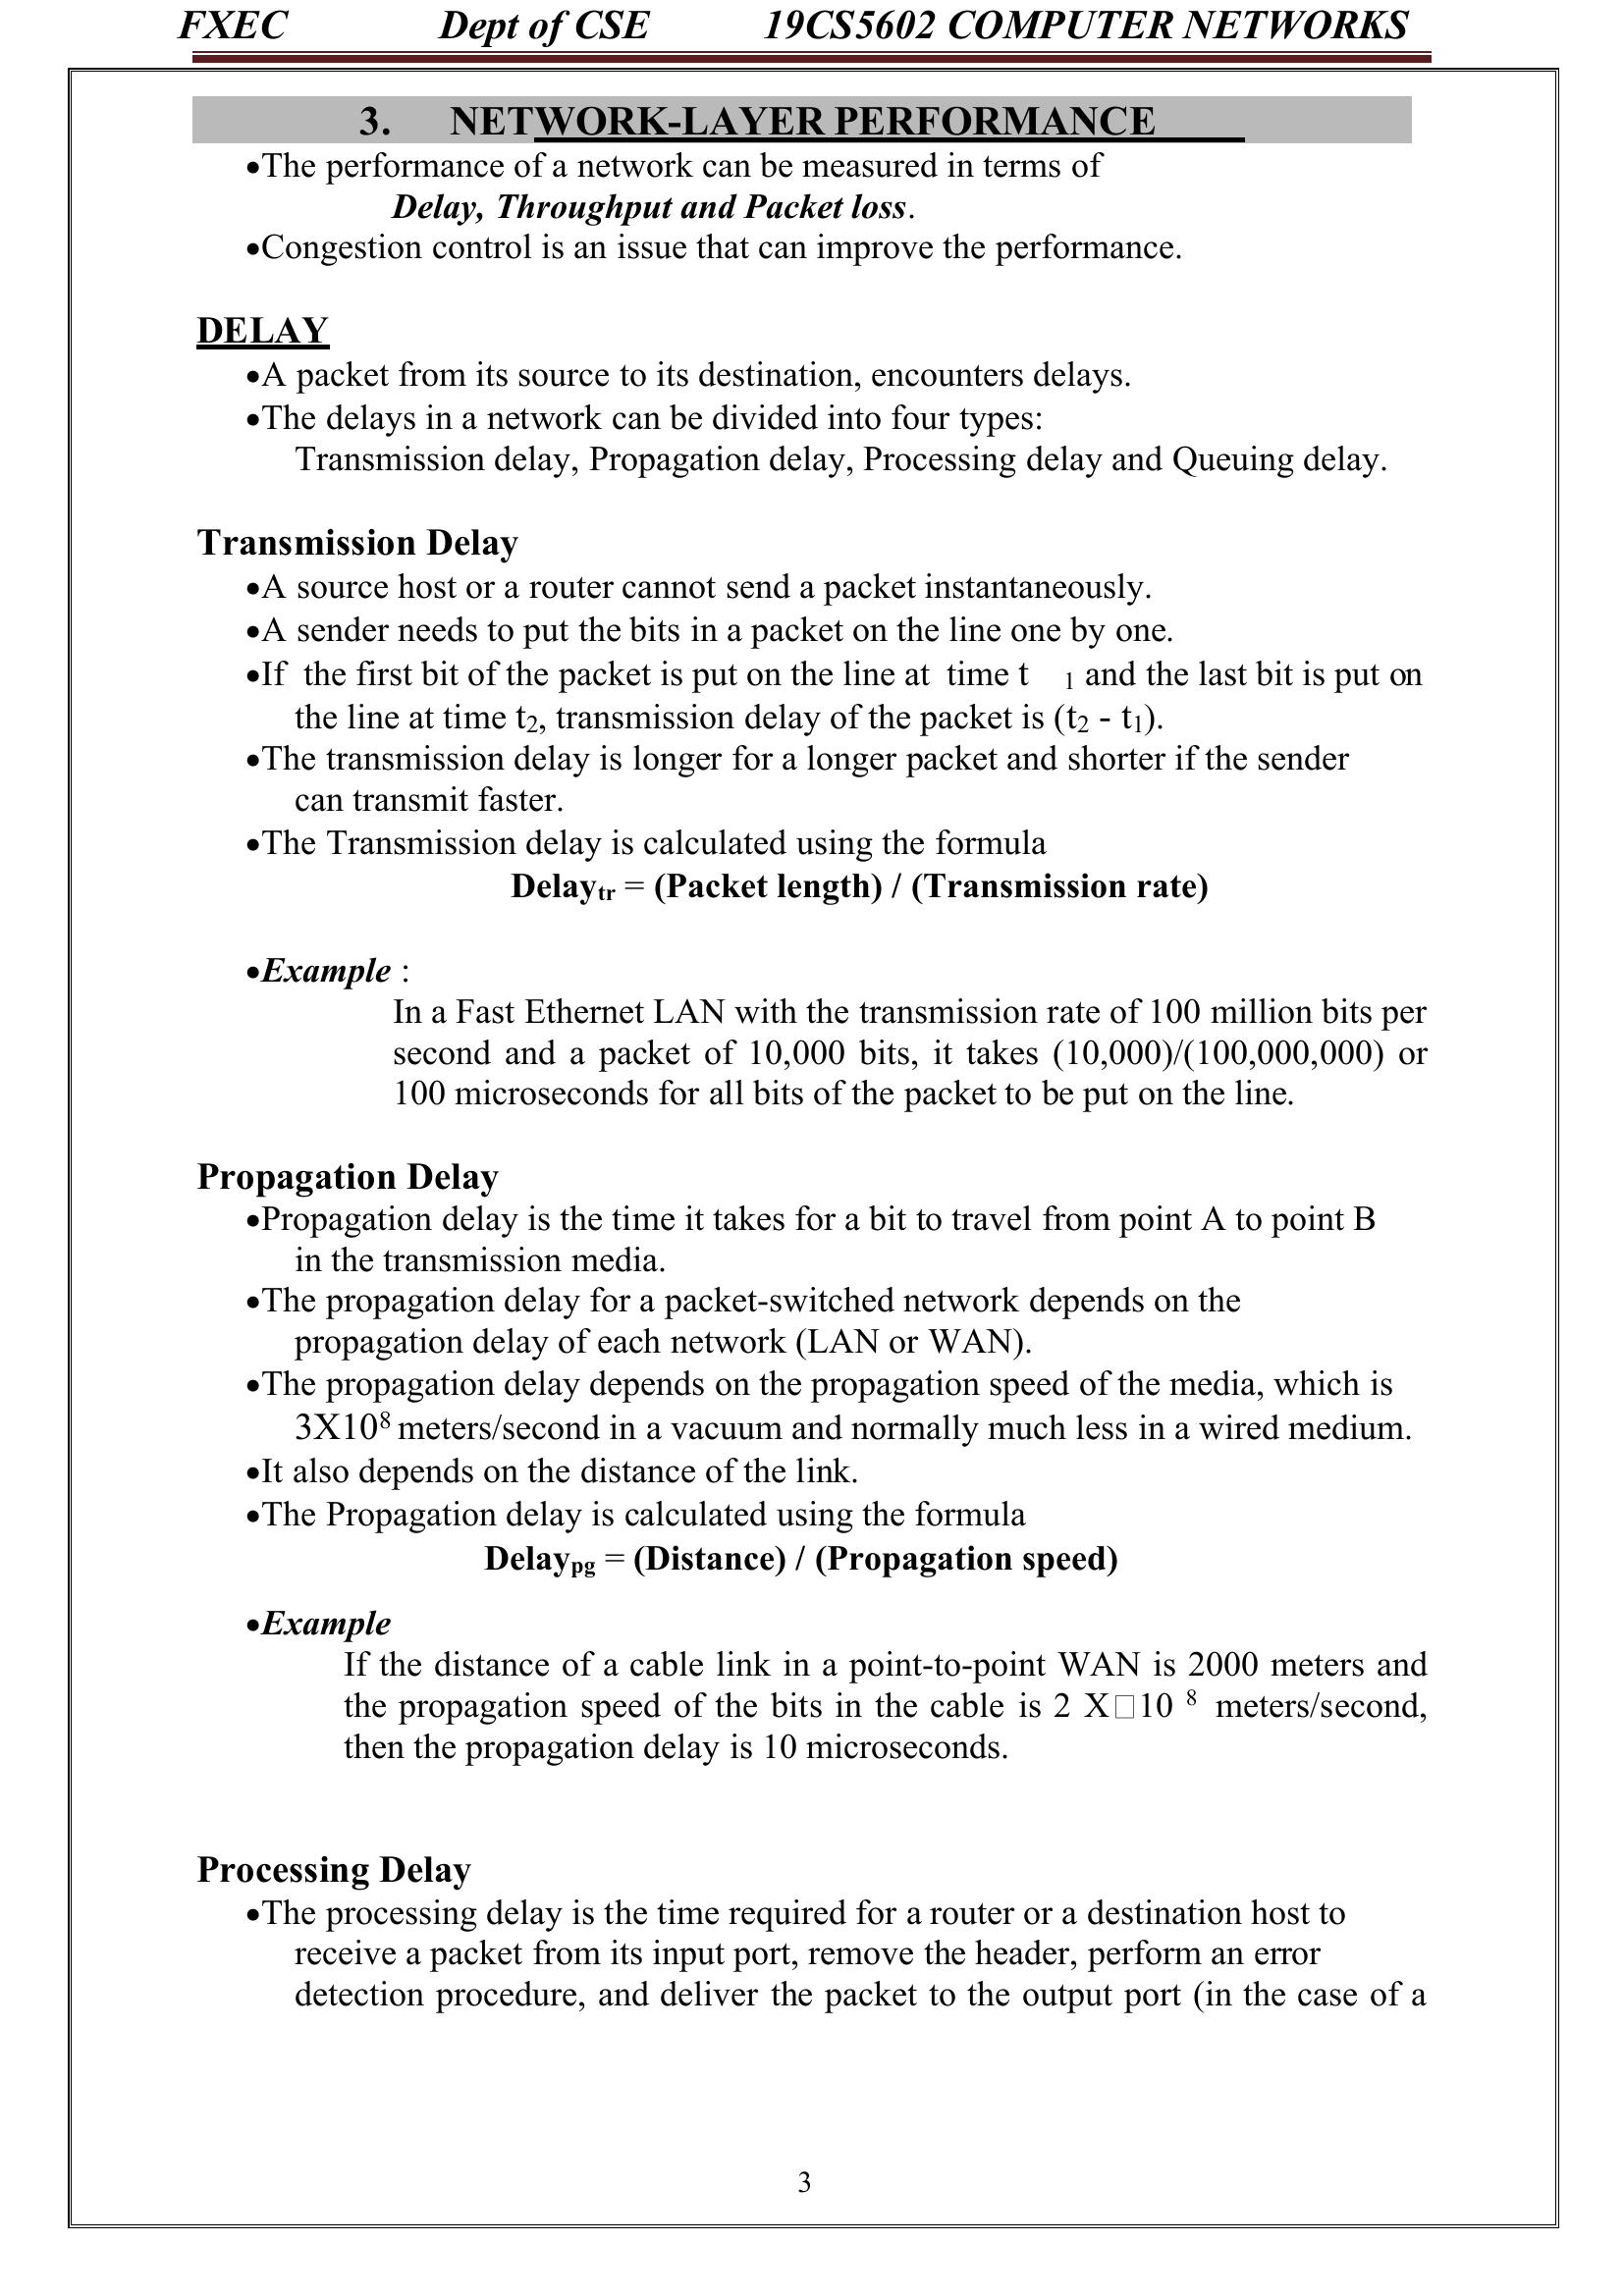 FXEC Dept of CSE 19CS5602 COMPUTER NETWORKS
3. NETWORK-LAYER PERFORMANCE
•The performance of a network can be measured in terms of
Delay, Throughput and Packet loss.
•Congestion control is an issue that can improve the performance.
DELAY
•A packet from its source to its destination, encounters delays.
•The delays in a network can be divided into four types:
Transmission delay, Propagation delay, Processing delay and Queuing delay.
Transmission Delay
•A source host or a router cannot send a packet instantaneously.
•A sender needs to put the bits in a packet on the line one by one.
•If the first bit of the packet is put on the line at time t 1 and the last bit is put on
the line at time t2, transmission delay of the packet is (t2 - t1).
•The transmission delay is longer for a longer packet and shorter if the sender
can transmit faster.
•The Transmission delay is calculated using the formula
Delaytr = (Packet length) / (Transmission rate)
•Example :
In a Fast Ethernet LAN with the transmission rate of 100 million bits per
second and a packet of 10,000 bits, it takes (10,000)/(100,000,000) or
100 microseconds for all bits of the packet to be put on the line.
Propagation Delay
•Propagation delay is the time it takes for a bit to travel from point A to point B
in the transmission media.
•The propagation delay for a packet-switched network depends on the
propagation delay of each network (LAN or WAN).
•The propagation delay depends on the propagation speed of the media, which is
3X10⁸ meters/second in a vacuum and normally much less in a wired medium.
•It also depends on the distance of the link.
•The Propagation delay is calculated using the formula
Delaypg = (Distance) / (Propagation speed)
•Example
If the distance of a cable link in a point-to-point WAN is 2000 meters and
the propagation speed of the bits in the cable is 2 X□10 ⁸ meters/second,
then the propagation delay is 10 microseconds.
Processing Delay
•The processing delay is the time required for a router or a destination host to
receive a packet from its input port, remove the header, perform an error
detection procedure, and deliver the packet to the output port (in the case of a
3